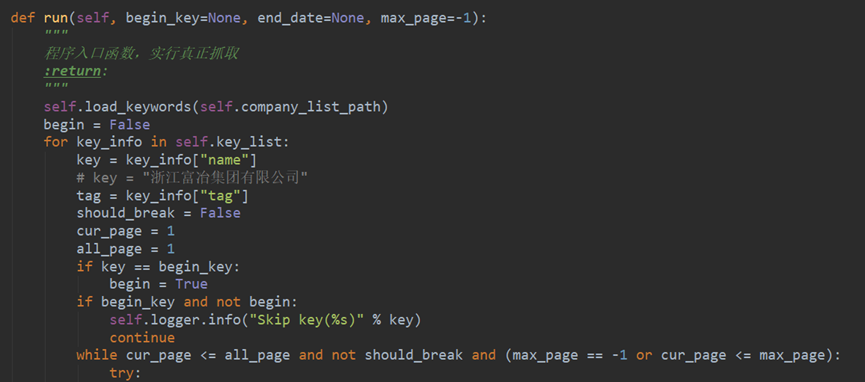 def run(self, begin_key=None, end_date=None, max_page=-1):
"""
程序入口函数，实行真正抓取
:return:
"""
self.load_keywords(self.company_list_path)
begin = False
for key_info in self.key_list:
key = key_info["name"]
# key = "浙江富冶集团有限公司"
tag = key_info["tag"]
should_break = False
cur_page = 1
all_page = 1
if key == begin_key:
begin = True
if begin_key and not begin:
self.logger.info("Skip key(%s)" % key)
continue
while cur_page <= all_page and not should_break and (max_page == -1 or cur_page <= max_page):
try: